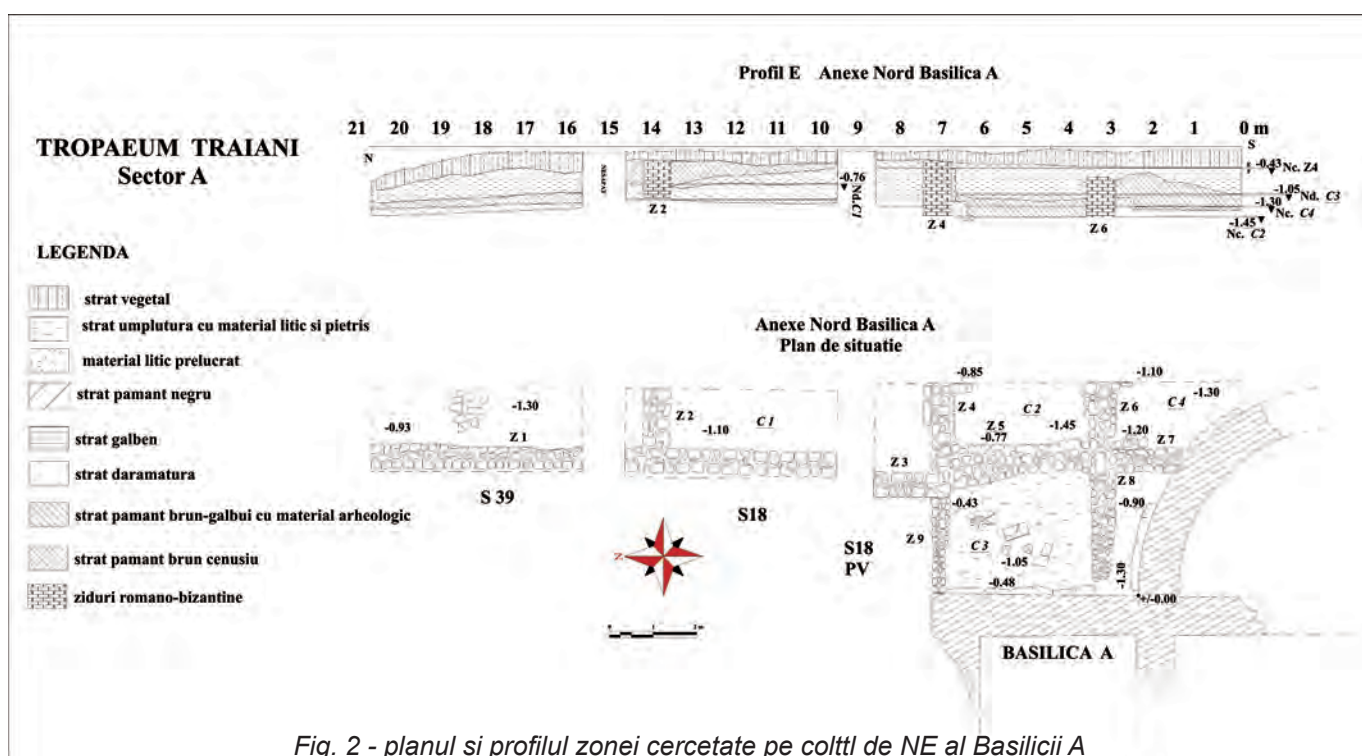 Profil E Anexe Nord Basilica A
21 20 19 18 17 16 15 14 13 12 11 10 9 8 7 6 5 4 3 2 1 0 m
TROPAEUM TRAIANI
Sector A
N
S
-0.43
Nc. Z4
-0.76
Nd.C1
-1.05
Nd. C3
-1.30
Nc. C4
-1.45
Nc. C2
Z 2
Z 4
Z 6
LEGENDA
strat vegetal
strat umplutura cu material litic si pietris
material litic prelucrat
strat pamant negru
strat galben
strat daramatura
strat pamant brun-galbui cu material arheologic
strat pamant brun cenusiu
ziduri romano-bizantine
Anexe Nord Basilica A
Plan de situatie
-0.93
-1.30
Z 1
S 39
Z 2
-1.10
C 1
S18
Z
-0.85
-1.10
-1.30
Z 4
C 2
Z 6
C 4
Z 5
-0.77
-1.45
-1.20
Z 7
Z 3
Z 8
-0.43
-0.90
Z 9
C 3
-1.05
-0.48
-1.30
+/-0.00
S18
PV
BASILICA A
Fig. 2 - planul si profilul zonei cercetate pe colttl de NE al Basilicii A